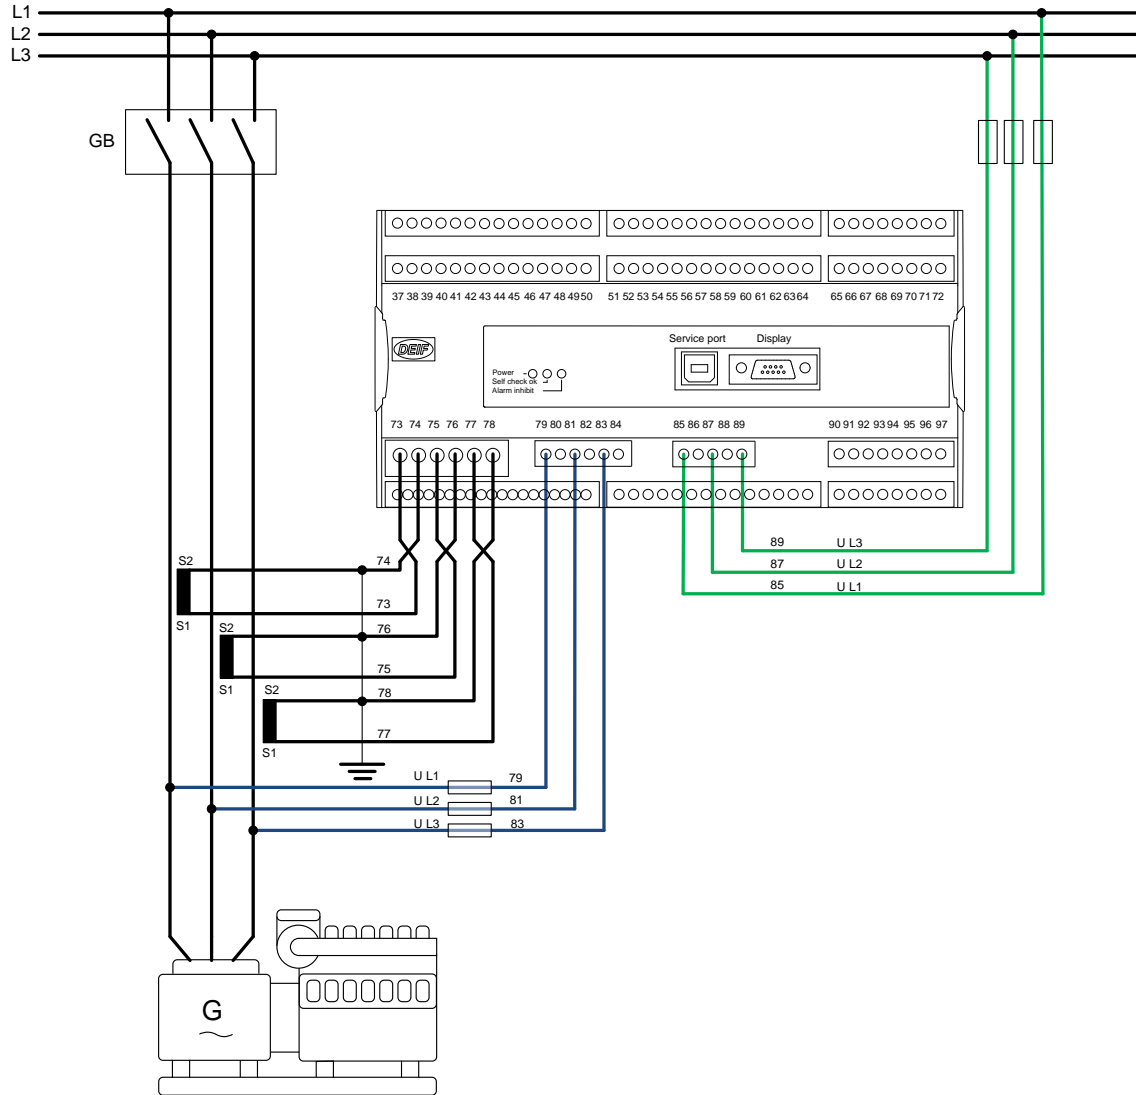 L1
L2
L3
GB
37 38 39 40 41 42 43 44 45 46 47 48 49 50 51 52 53 54 55 56 57 58 59 60 61 62 63 64 65 66 67 68 69 70 71 72
DEIF
Service port Display
Power
Self check ok
Alarm inhibit
73 74 75 76 77 78 79 80 81 82 83 84 85 86 87 88 89 90 91 92 93 94 95 96 97
89 U L3
87 U L2
85 U L1
S2 74
73
S1
S2 76
75
S1
S2 78
77
S1
U L1 79
U L2 81
U L3 83
G